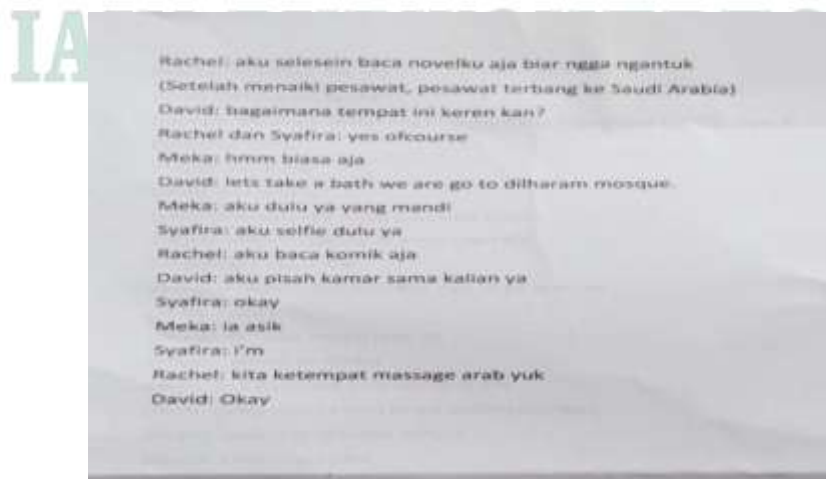 IA
Rachel: aku selesein baca novelku aja biar ngga ngantuk
(Setelah menaiki pesawat, pesawat terbang ke Saudi Arabia)
David: bagaimana tempat ini keren kan?
Rachel dan Syafira: yes ofcourse
Meka: hmm biasa aja
David: lets take a bath we are go to dilharam mosque.
Meka: aku dulu ya yang mandi
Syafira: aku selfie dulu ya
Rachel: aku baca komik aja
David: aku pisah kamar sama kalian ya
Syafira: okay
Meka: ia asik
Syafira: i'm
Rachel: kita ketempat massage arab yuk
David: Okay